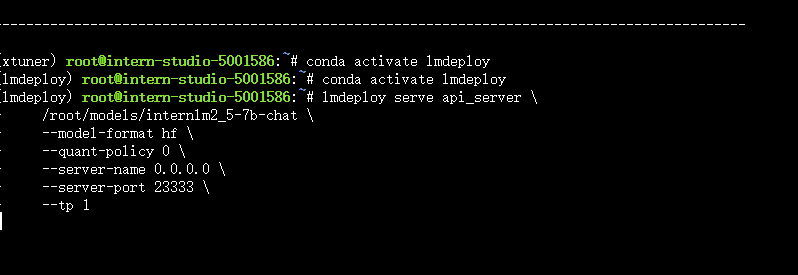 --------------------------------------------------------------------------------
(xtuner) root@intern-studio-5001586:~# conda activate lmdeploy
(lmdeploy) root@intern-studio-5001586:~# conda activate lmdeploy
(lmdeploy) root@intern-studio-5001586:~# lmdeploy serve api_server \
    /root/models/internlm2_5-7b-chat \
    --model-format hf \
    --quant-policy 0 \
    --server-name 0.0.0.0 \
    --server-port 23333 \
    --tp 1